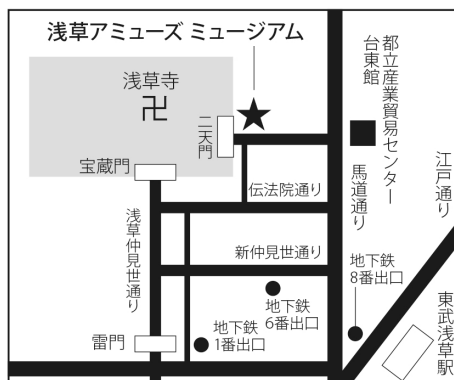 浅草アミューズ ミュージアム
浅草寺
卍
二天門
宝蔵門
都立産業貿易センター
台東館
馬道通り
江戸通り
伝法院通り
浅草仲見世通り
新仲見世通り
地下鉄
8番出口
地下鉄
6番出口
地下鉄
1番出口
雷門
東武浅草駅